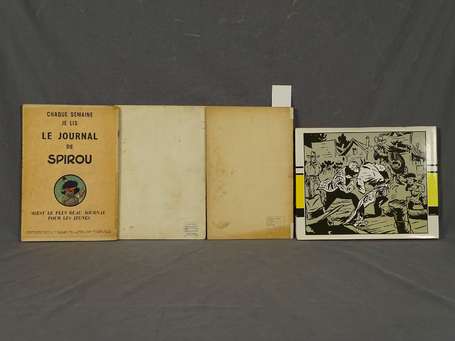 CHAQUE SEMAINE
JE LIS
LE JOURNAL
DE
SPIROU
C'EST LE PLUS BEAU JOURNAL
POUR LES JEUNES